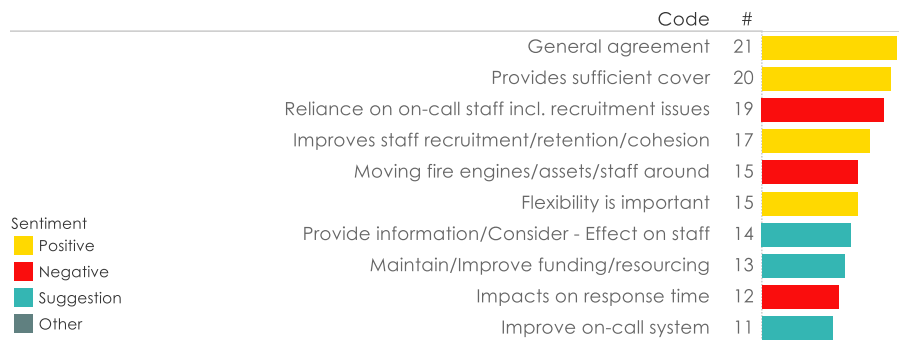 Code #
General agreement 21
Provides sufficient cover 20
Reliance on on-call staff incl. recruitment issues 19
Improves staff recruitment/retention/cohesion 17
Moving fire engines/assets/staff around 15
Flexibility is important 15
Provide information/Consider - Effect on staff 14
Maintain/Improve funding/resourcing 13
Impacts on response time 12
Improve on-call system 11
Sentiment
Positive
Negative
Suggestion
Other